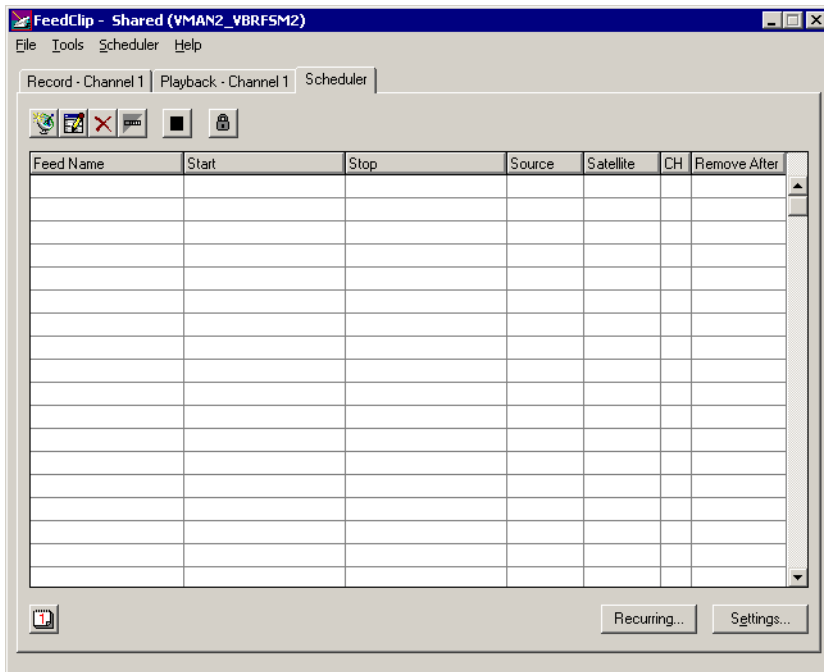 FeedClip - Shared (VMAN2_VBRFSM2)
File Tools Scheduler Help
Record - Channel 1 Playback - Channel 1 Scheduler
Feed Name Start Stop Source Satellite CH Remove After
1 Recurring... Settings...